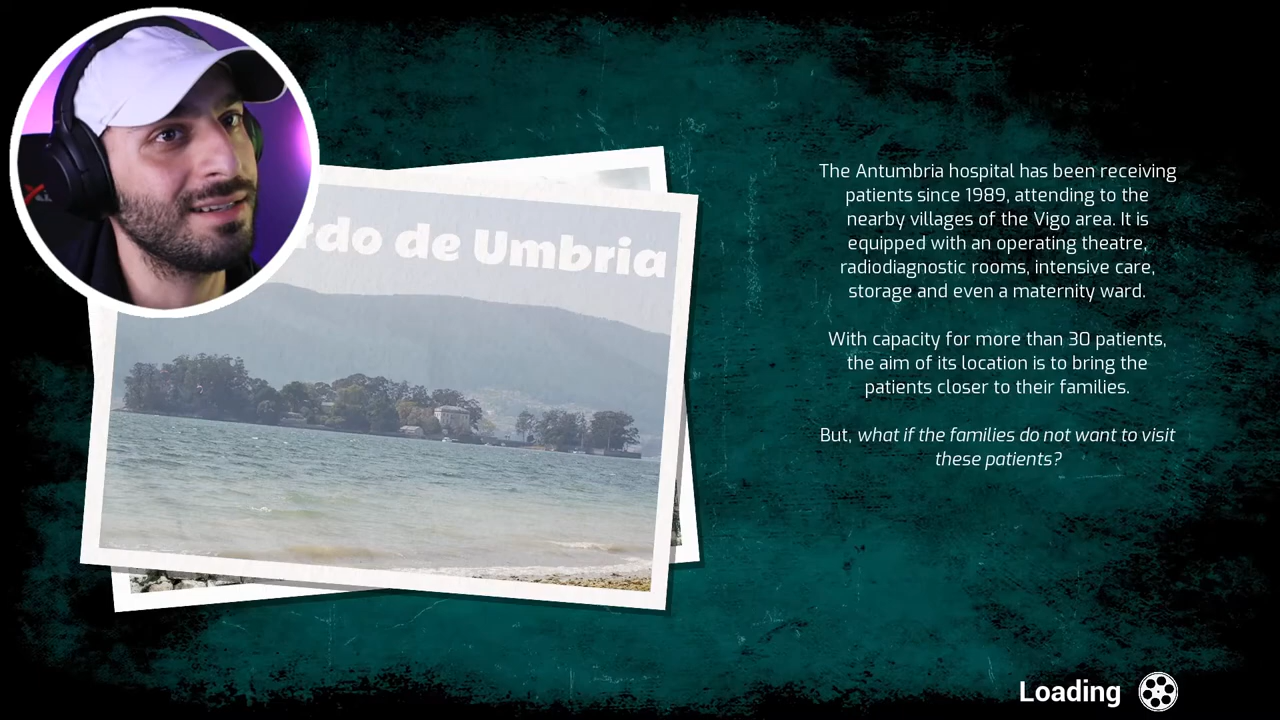 rdo de Umbria
The Antumbria hospital has been receiving
patients since 1989, attending to the
nearby villages of the Vigo area. It is
equipped with an operating theatre,
radiodiagnostic rooms, intensive care,
storage and even a maternity ward.
With capacity for more than 30 patients,
the aim of its location is to bring the
patients closer to their families.
But, what if the families do not want to visit
these patients?
Loading